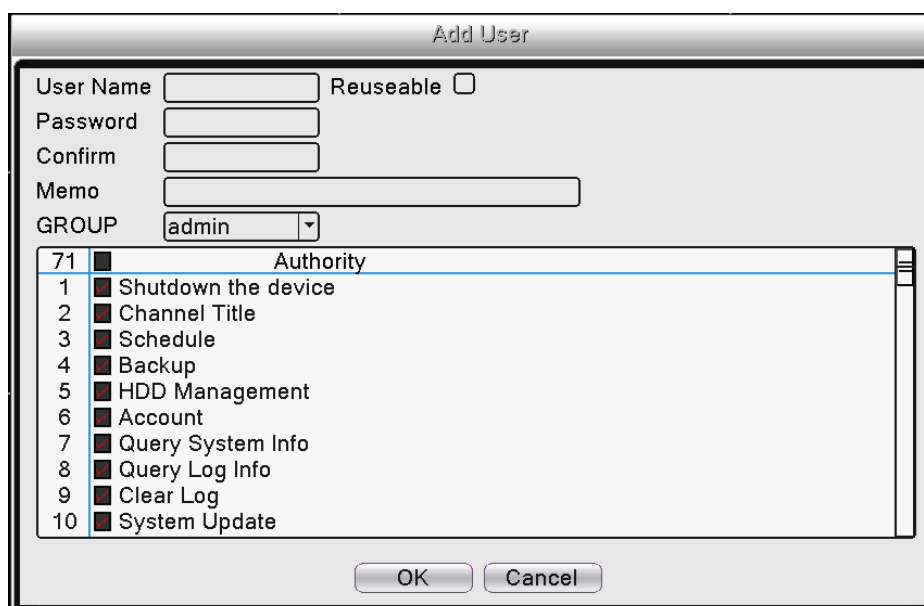 Add User
User Name Reuseable
Password
Confirm
Memo
GROUP admin
71 Authority
1 Shutdown the device
2 Channel Title
3 Schedule
4 Backup
5 HDD Management
6 Account
7 Query System Info
8 Query Log Info
9 Clear Log
10 System Update
OK Cancel